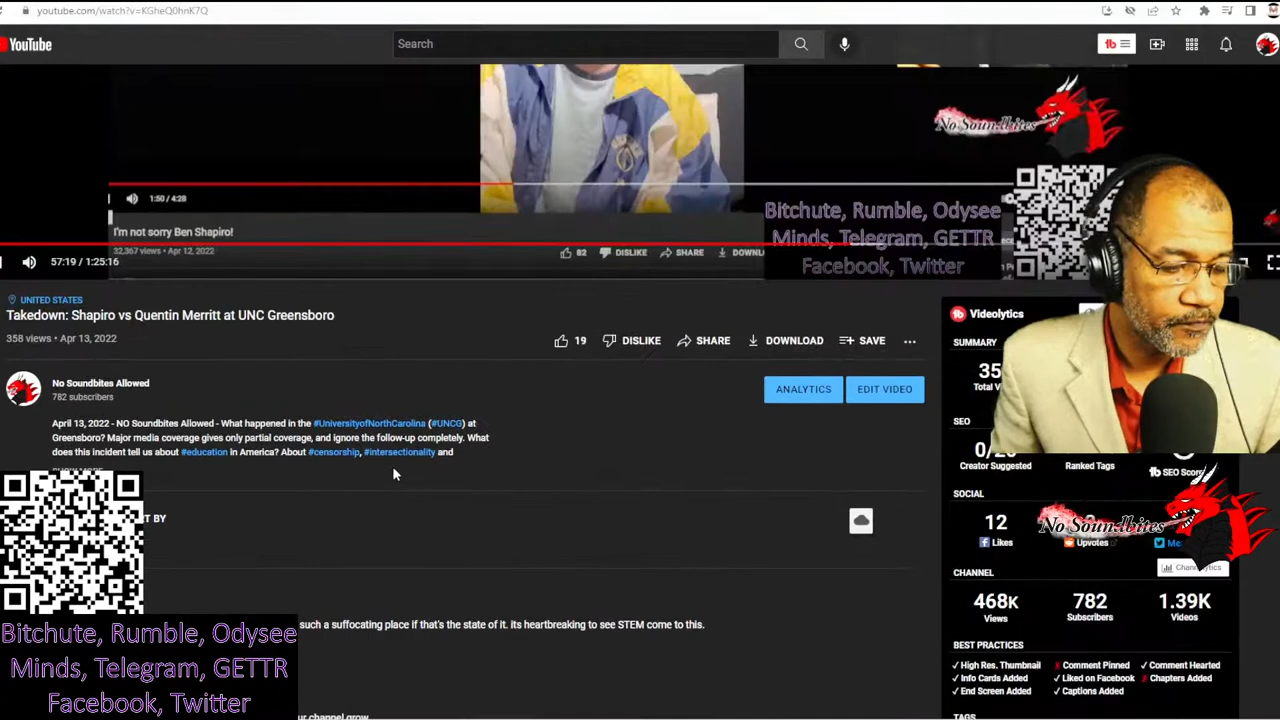 youtube.com/watch?v=KGheQ0hnK7Q
YouTube
Search
No Soundbites
1:50 / 4:28
I'm not sorry Ben Shapiro!
32,367 views • Apr 12, 2022
82 DISLIKE SHARE
Bitchute, Rumble, Odysee
Minds, Telegram, GETTR
Facebook, Twitter
57:19 / 1:25:16
UNITED STATES
Takedown: Shapiro vs Quentin Merritt at UNC Greensboro
358 views • Apr 13, 2022
19 DISLIKE SHARE DOWNLOAD SAVE
No Soundbites Allowed
782 subscribers
ANALYTICS EDIT VIDEO
April 13, 2022 - NO Soundbites Allowed - What happened in the #UniversityofNorthCarolina (#UNCG) at
Greensboro? Major media coverage gives only partial coverage, and ignore the follow-up completely. What
does this incident tell us about #education in America? About #censorship, #intersectionality and
such a suffocating place if that's the state of it. its heartbreaking to see STEM come to this.
Bitchute, Rumble, Odysee
Minds, Telegram, GETTR
Facebook, Twitter
Videolytics
SUMMARY
SEO
Creator Suggested
Ranked Tags
SEO Score
SOCIAL
12
Likes
Upvotes
No Soundbites
CHANNEL
468K
Views
782
Subscribers
1.39K
Videos
BEST PRACTICES
High Res. Thumbnail
Comment Pinned
Comment Hearted
Info Cards Added
Liked on Facebook
Chapters Added
End Screen Added
Captions Added
TAGS